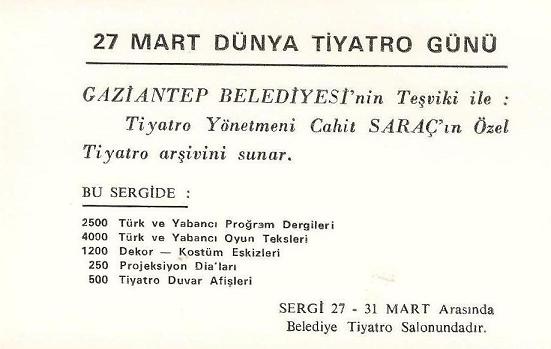 27 MART DÜNYA TİYATRO GÜNÜ
GAZİANTEP BELEDİYESİ'nin Teşviki ile :
Tiyatro Yönetmeni Cahit SARAÇ'ın Özel
Tiyatro arşivini sunar.
BU SERGİDE :
2500 Türk ve Yabancı Proğram Dergileri
4000 Türk ve Yabancı Oyun Teksleri
1200 Dekor — Kostüm Eskizleri
250 Projeksiyon Dia'ları
500 Tiyatro Duvar Afişleri
SERGİ 27 - 31 MART Arasında
Belediye Tiyatro Salonundadır.